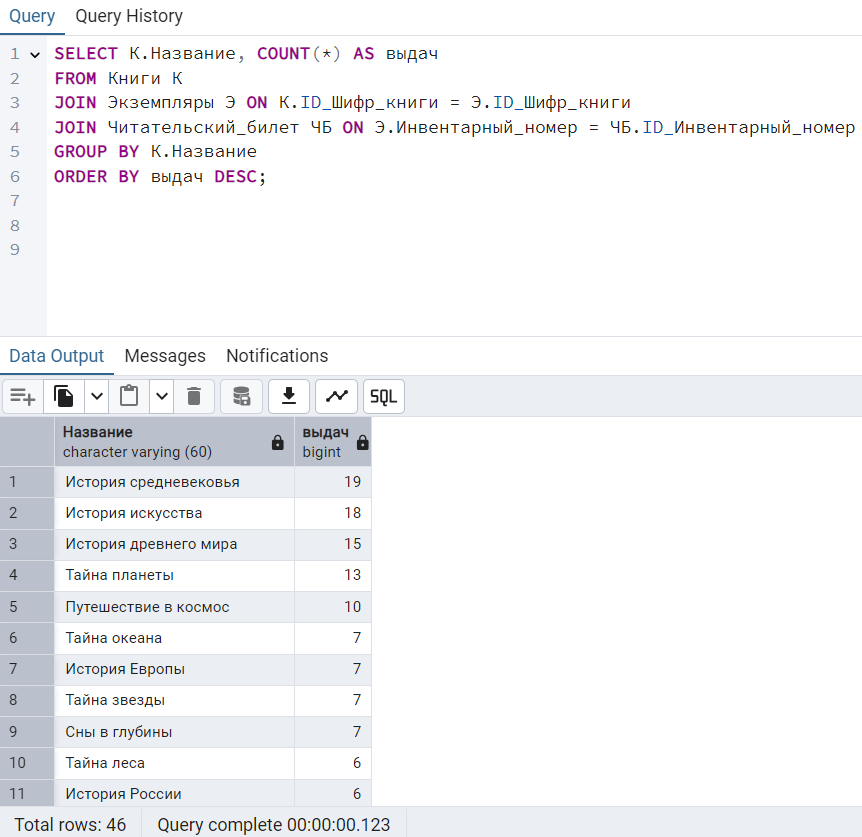 Query Query History
1 SELECT К.Название, COUNT(*) AS выдач
2 FROM Книги К
3 JOIN Экземпляры Э ON К.ID_Шифр_книги = Э.ID_Шифр_книги
4 JOIN Читательский_билет ЧБ ON Э.Инвентарный_номер = ЧБ.ID_Инвентарный_номер
5 GROUP BY К.Название
6 ORDER BY выдач DESC;
7
8
9
Data Output Messages Notifications
SQL
Название выдач
character varying (60) bigint
1 История средневековья 19
2 История искусства 18
3 История древнего мира 15
4 Тайна планеты 13
5 Путешествие в космос 10
6 Тайна океана 7
7 История Европы 7
8 Тайна звезды 7
9 Сны в глубины 7
10 Тайна леса 6
11 История России 6
Total rows: 46 Query complete 00:00:00.123